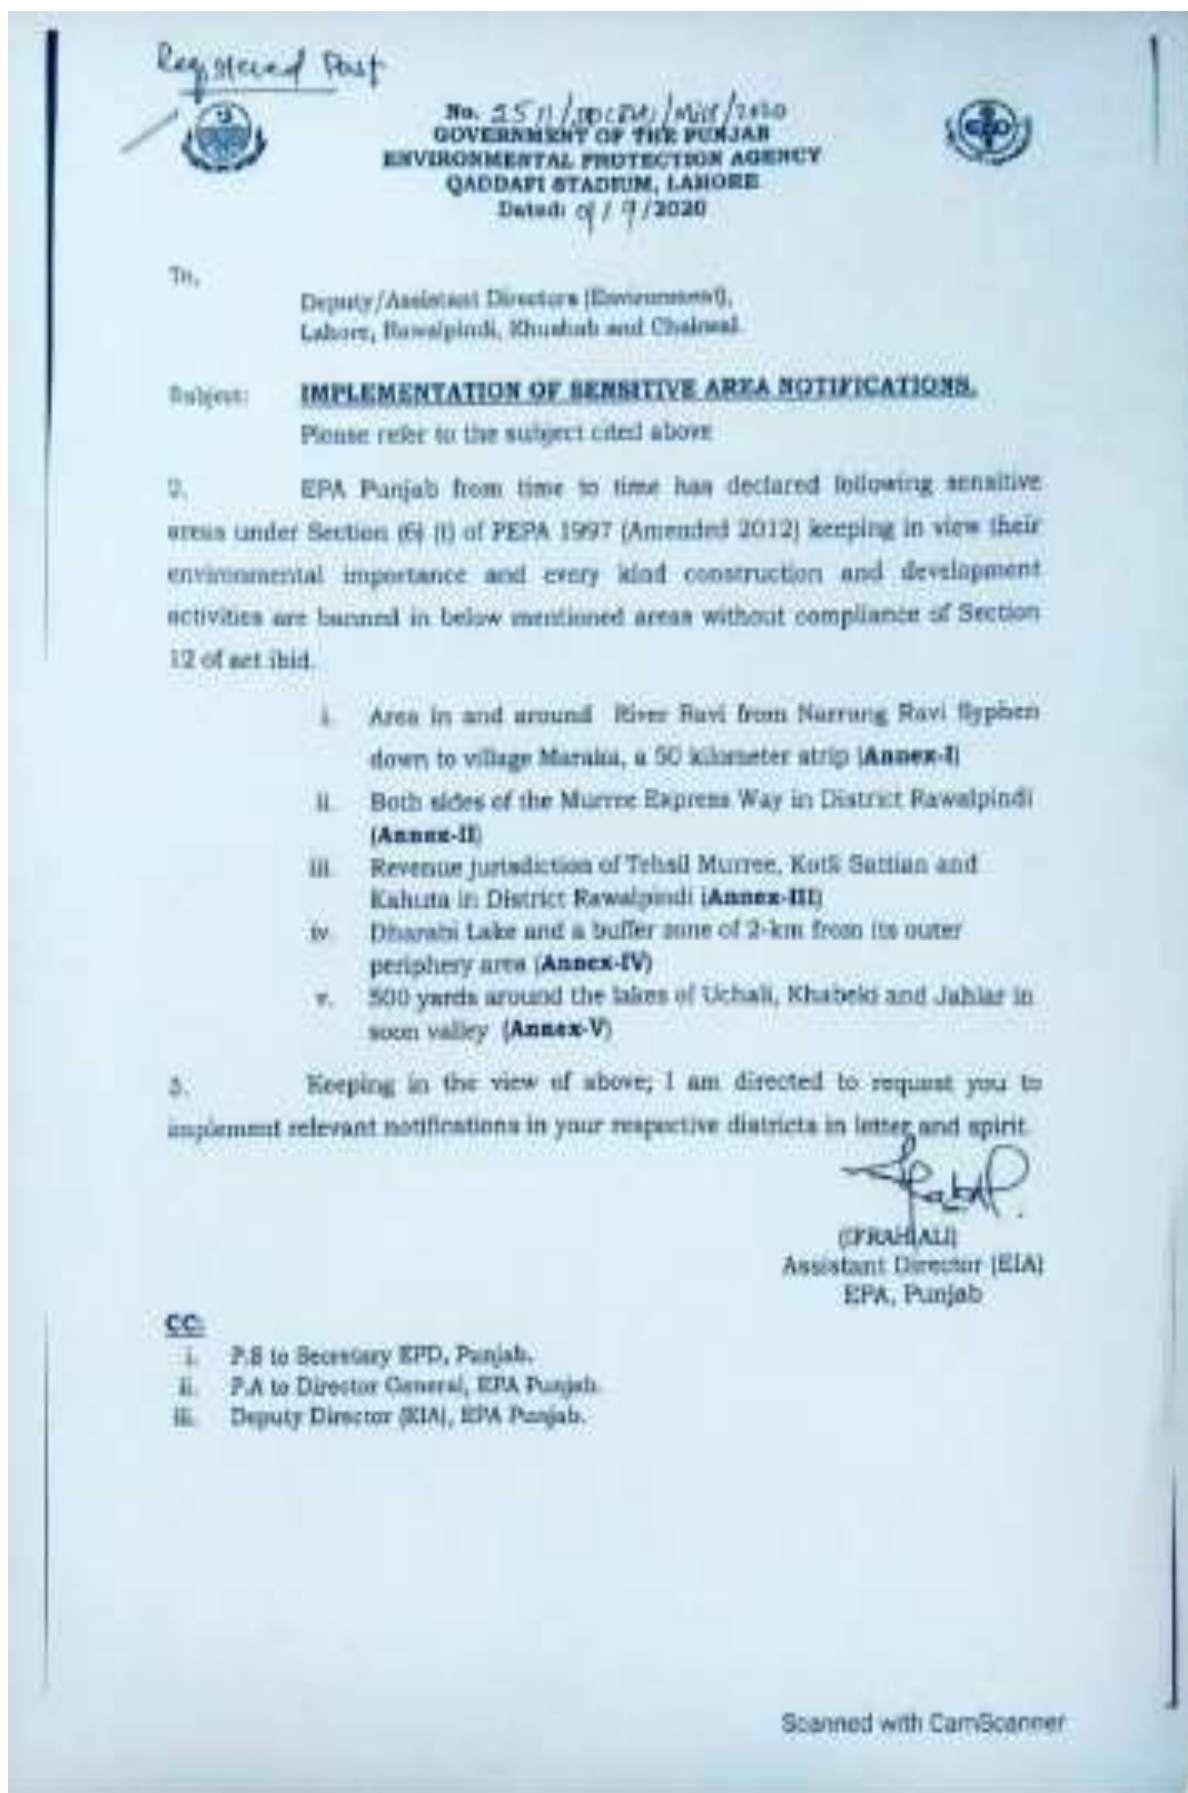 Registered Post
No. 2511/      /    /2020
GOVERNMENT OF THE PUNJAB
ENVIRONMENTAL PROTECTION AGENCY
QADDAFI STADIUM, LAHORE
Dated:    / 9 /2020
To,
Deputy/Assistant Directors (Environment),
Lahore, Rawalpindi, Khushab and Chakwal.
Subject: IMPLEMENTATION OF SENSITIVE AREA NOTIFICATIONS.
Please refer to the subject cited above
2. EPA Punjab from time to time has declared following sensitive
areas under Section (6) (i) of PEPA 1997 (Amended 2012) keeping in view their
environmental importance and every kind construction and development
activities are banned in below mentioned areas without compliance of Section
12 of act ibid.
i. Area in and around River Ravi from Narrang Ravi Syphen
down to village Maraka, a 50 kilometer strip (Annex-I)
ii. Both sides of the Murree Express Way in District Rawalpindi
(Annex-II)
iii. Revenue jurisdiction of Tehsil Murree, Kotli Sattian and
Kahuta in District Rawalpindi (Annex-III)
iv. Dharabi Lake and a buffer zone of 2-km from its outer
periphery area (Annex-IV)
v. 500 yards around the lakes of Uchali, Khabeki and Jahlar in
soon valley (Annex-V)
3. Keeping in the view of above; I am directed to request you to
implement relevant notifications in your respective districts in letter and spirit.
(IFRAH ALI)
Assistant Director (EIA)
EPA, Punjab
CC:
i. P.S to Secretary EPD, Punjab.
ii. P.A to Director General, EPA Punjab.
iii. Deputy Director (EIA), EPA Punjab.
Scanned with CamScanner